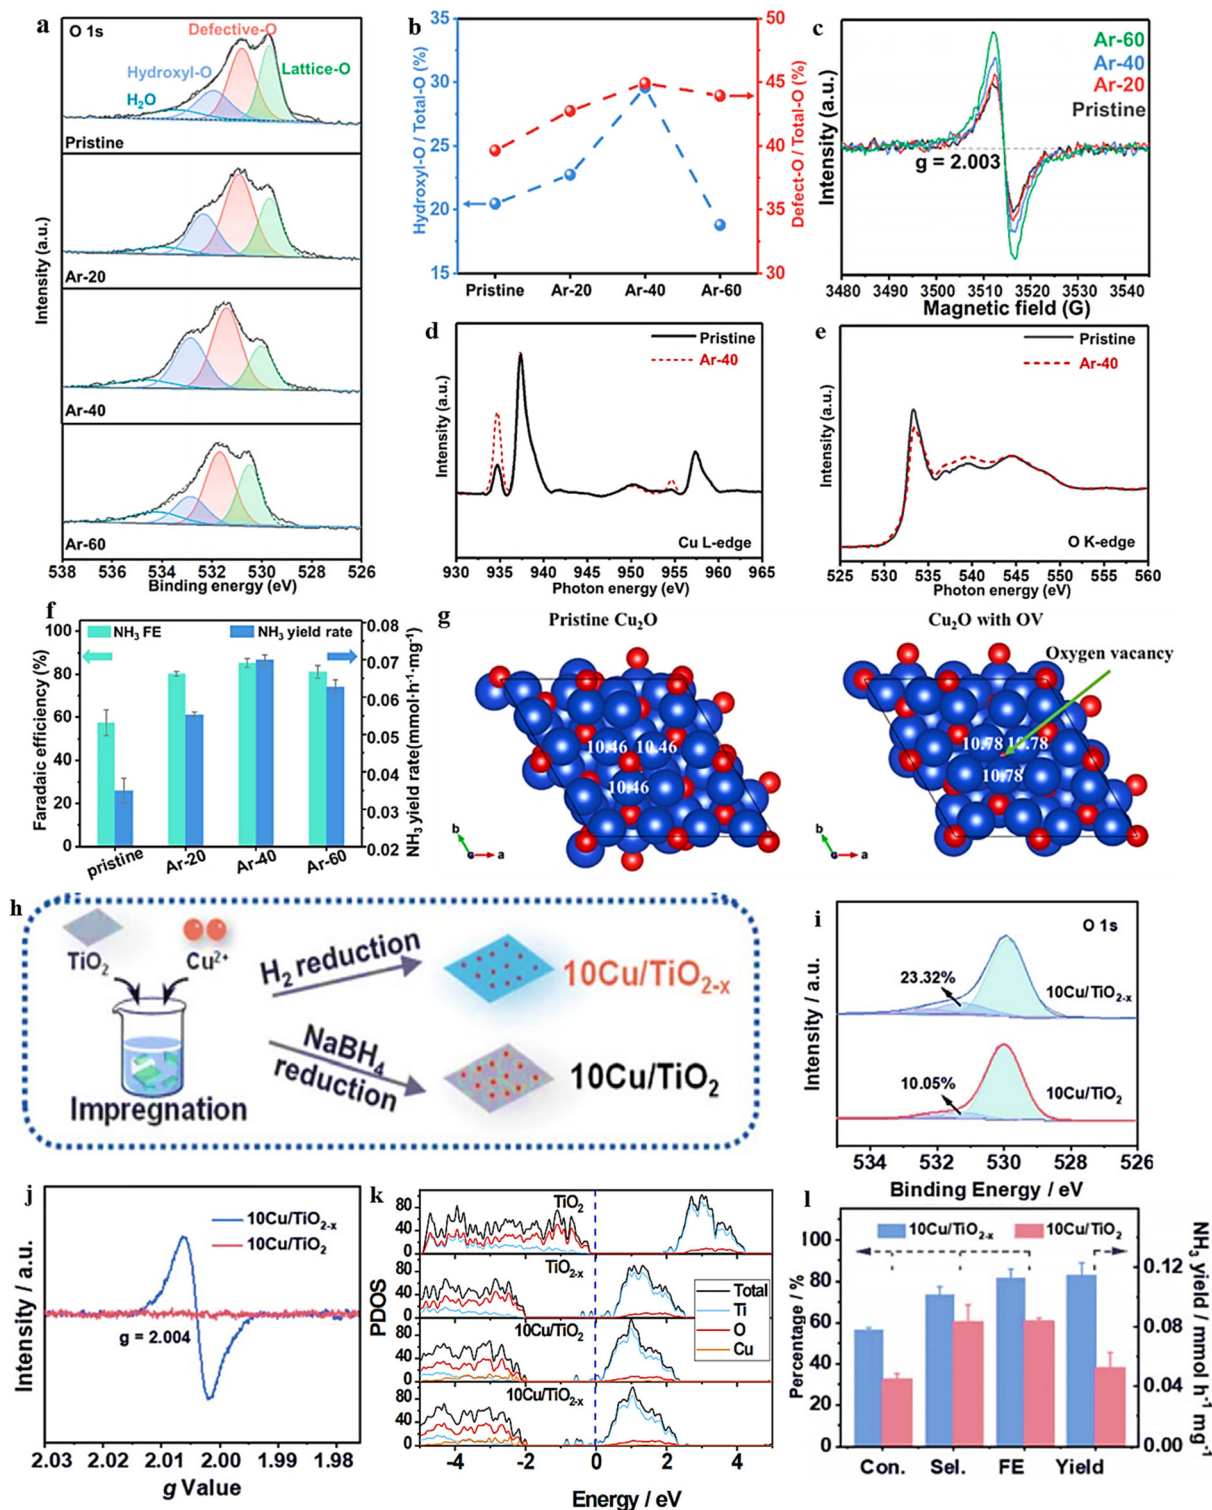 a
O 1s
Defective-O
Hydroxyl-O
Lattice-O
H₂O
Pristine
Ar-20
Ar-40
Ar-60
Intensity (a.u.)
538 536 534 532 530 528 526
Binding energy (eV)
b
35
30
25
20
15
Hydroxyl-O / Total-O (%)
50
45
40
35
30
Defect-O / Total-O (%)
Pristine Ar-20 Ar-40 Ar-60
c
Ar-60
Ar-40
Ar-20
Pristine
g = 2.003
Intensity (a.u.)
3480 3490 3500 3510 3520 3530 3540
Magnetic field (G)
d
Pristine
Ar-40
Intensity (a.u.)
Cu L-edge
930 935 940 945 950 955 960 965
Photon energy (eV)
e
Pristine
Ar-40
Intensity (a.u.)
O K-edge
525 530 535 540 545 550 555 560
Photon energy (eV)
f
NH₃ FE
NH₃ yield rate
100
80
60
40
20
0
Faradaic efficiency (%)
0.08
0.07
0.06
0.05
0.04
0.03
0.02
NH₃ yield rate(mmol·h⁻¹·mg⁻¹)
pristine Ar-20 Ar-40 Ar-60
g
Pristine Cu₂O
10.46 10.46
10.46
b
a
Cu₂O with OV
Oxygen vacancy
10.78 10.78
10.78
b
a
h
TiO₂
Cu²⁺
Impregnation
H₂ reduction
10Cu/TiO₂₋ₓ
NaBH₄
reduction
10Cu/TiO₂
i
O 1s
23.32%
10Cu/TiO₂₋ₓ
10.05%
10Cu/TiO₂
Intensity / a.u.
534 532 530 528 526
Binding Energy / eV
j
10Cu/TiO₂₋ₓ
10Cu/TiO₂
g = 2.004
Intensity / a.u.
2.03 2.02 2.01 2.00 1.99 1.98
g Value
k
80
40
0
TiO₂
80
40
0
TiO₂₋ₓ
80
40
0
10Cu/TiO₂
80
40
0
10Cu/TiO₂₋ₓ
Total
Ti
O
Cu
PDOS
-4 -2 0 2 4
Energy / eV
l
10Cu/TiO₂₋ₓ
10Cu/TiO₂
100
80
60
40
20
0
Percentage / %
0.12
0.08
0.04
0.00
NH₃ yield / mmol h⁻¹ mg⁻¹
Con. Sel. FE Yield